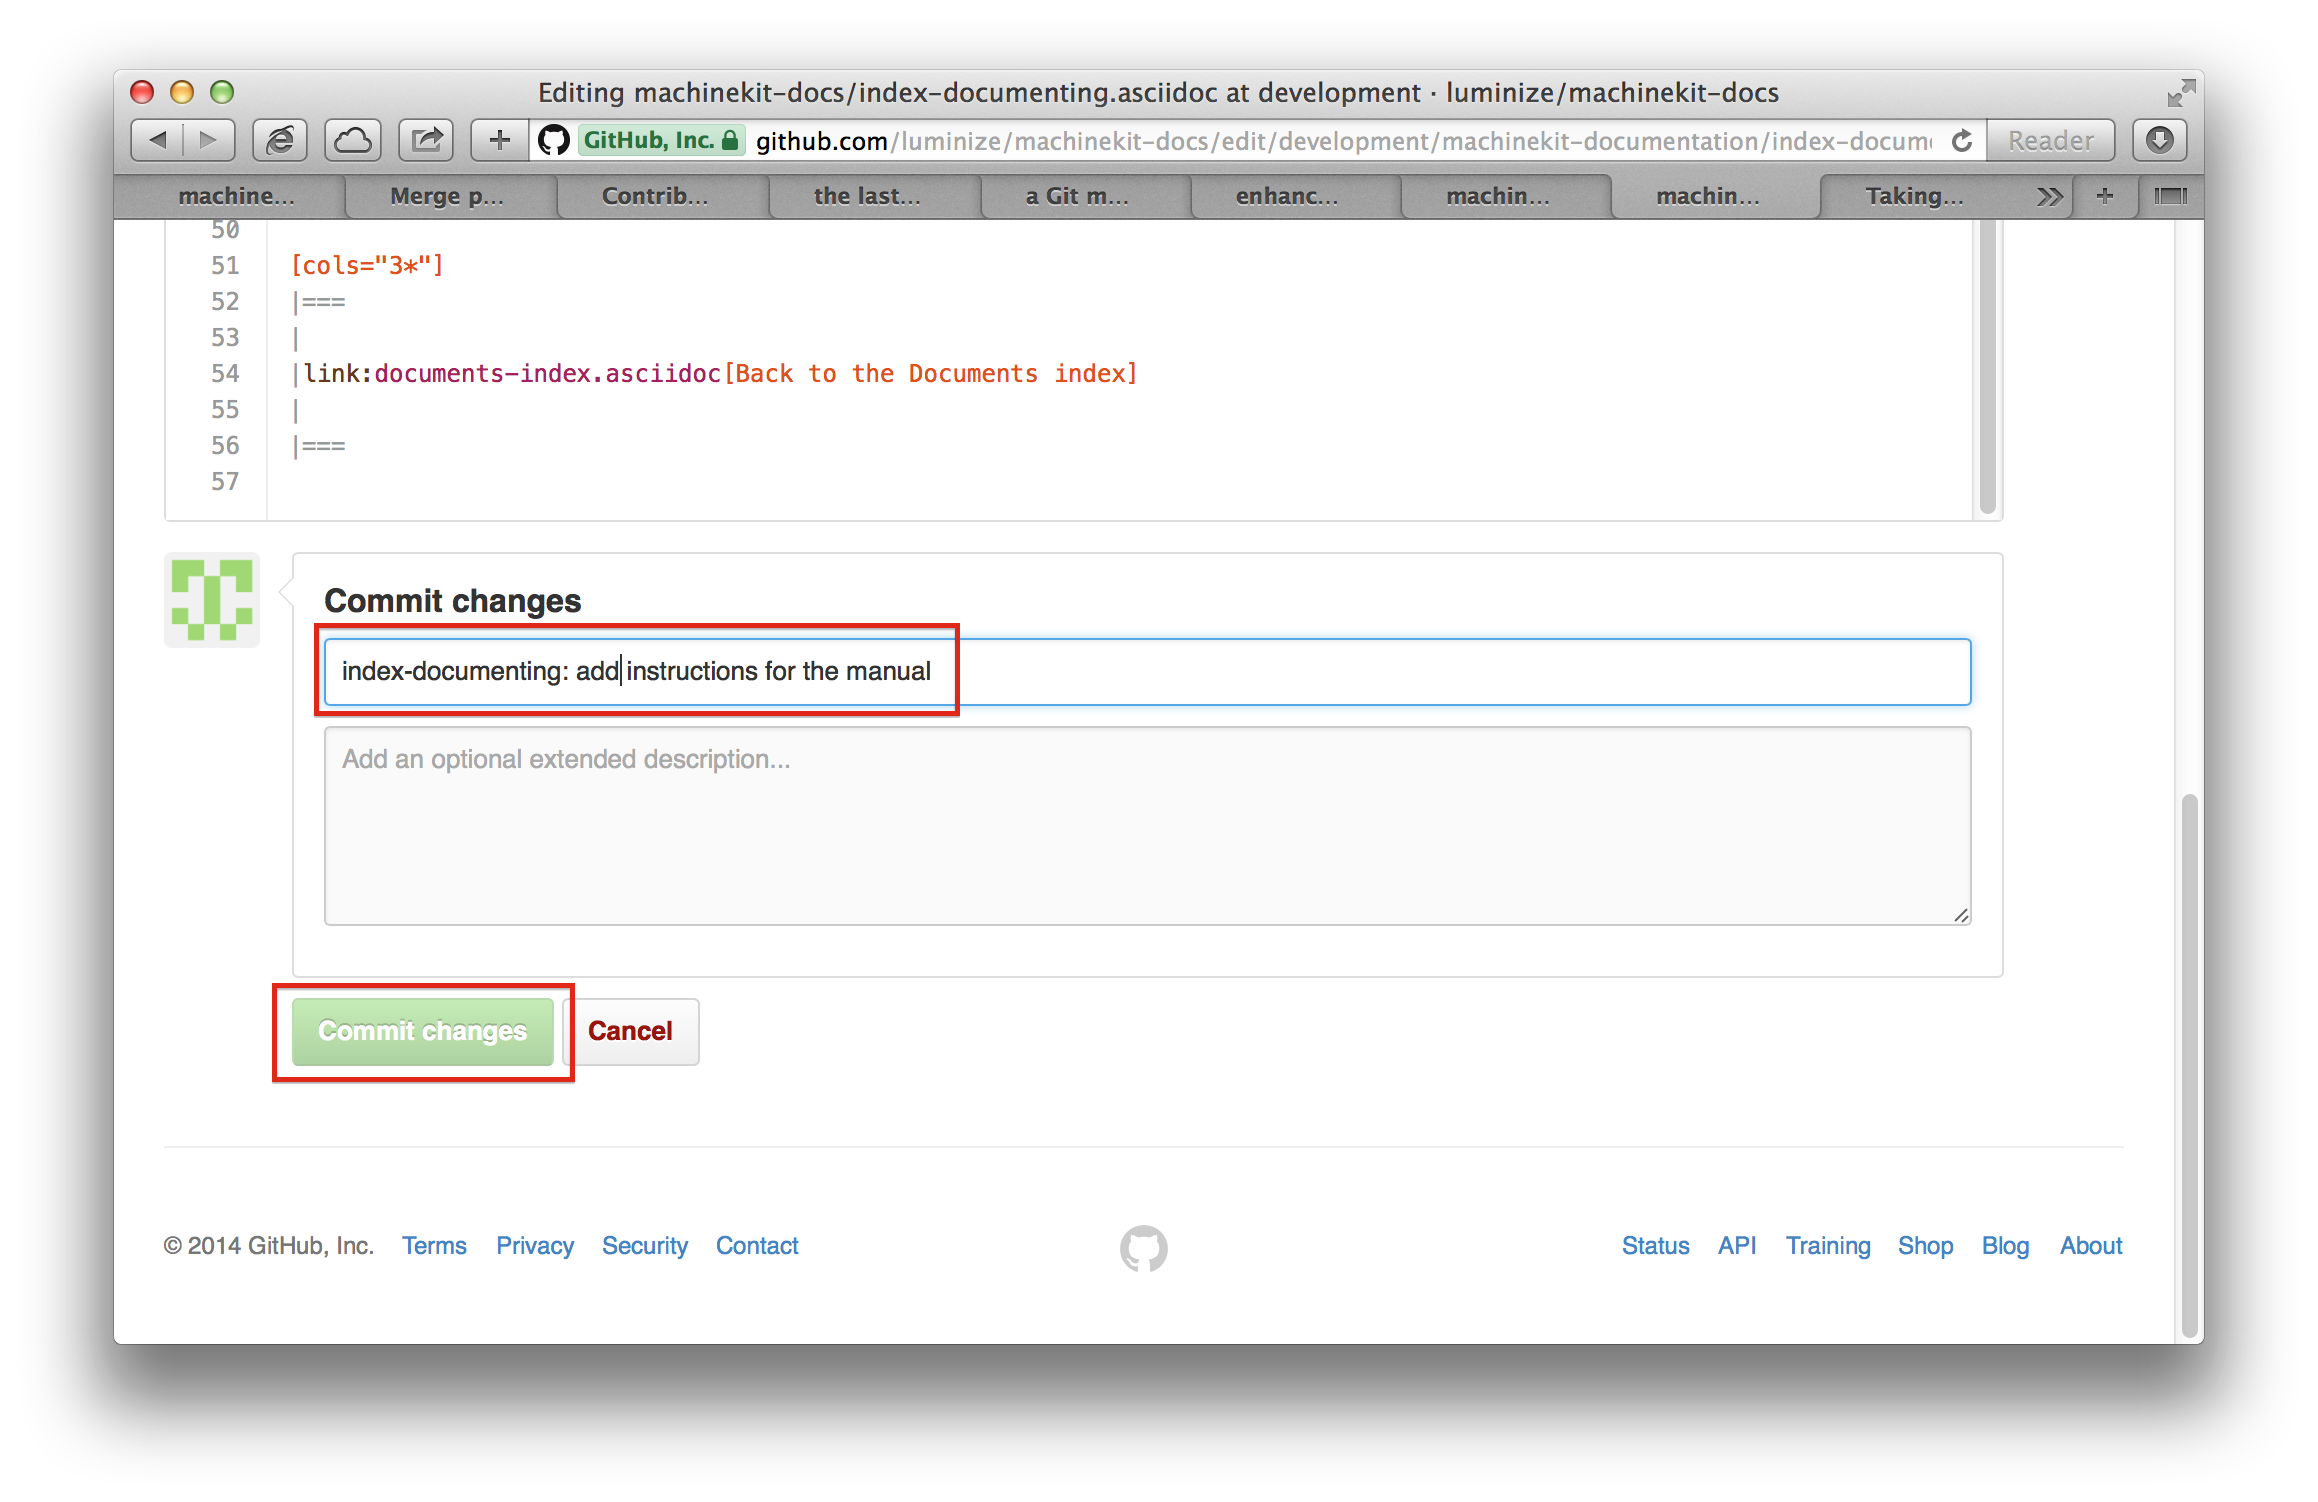 Editing machinekit-docs/index-documenting.asciidoc at development · luminize/machinekit-docs
GitHub, Inc. github.com/luminize/machinekit-docs/edit/development/machinekit-documentation/index-docum
Reader
machine... Merge p... Contrib... the last... a Git m... enhanc... machin... machin... Taking...
50
51 [cols="3*"]
52 |===
53 |
54 |link:documents-index.asciidoc[Back to the Documents index]
55 |
56 |===
57
Commit changes
index-documenting: add instructions for the manual
Add an optional extended description...
Commit changes Cancel
© 2014 GitHub, Inc. Terms Privacy Security Contact Status API Training Shop Blog About